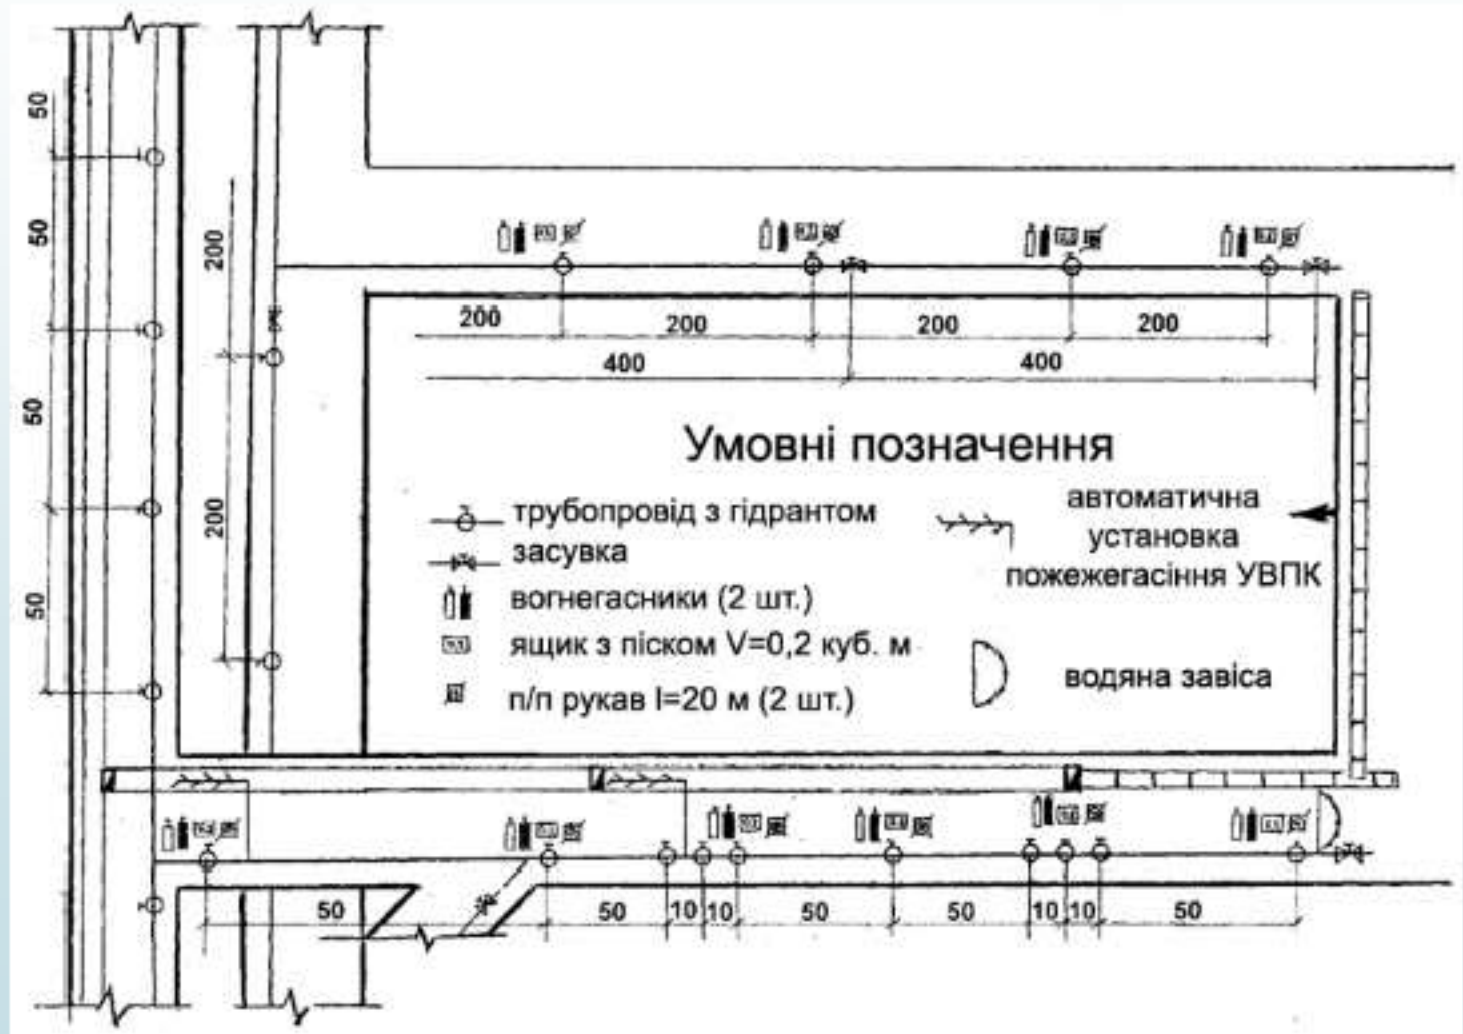 50
50
50
50
200
200
200
200
200
200
400
400
Умовні позначення
трубопровід з гідрантом
засувка
вогнегасники (2 шт.)
ящик з піском V=0,2 куб. м
п/п рукав l=20 м (2 шт.)
автоматична
установка
пожежегасіння УВПК
водяна завіса
50
50
10
10
50
50
10
10
50